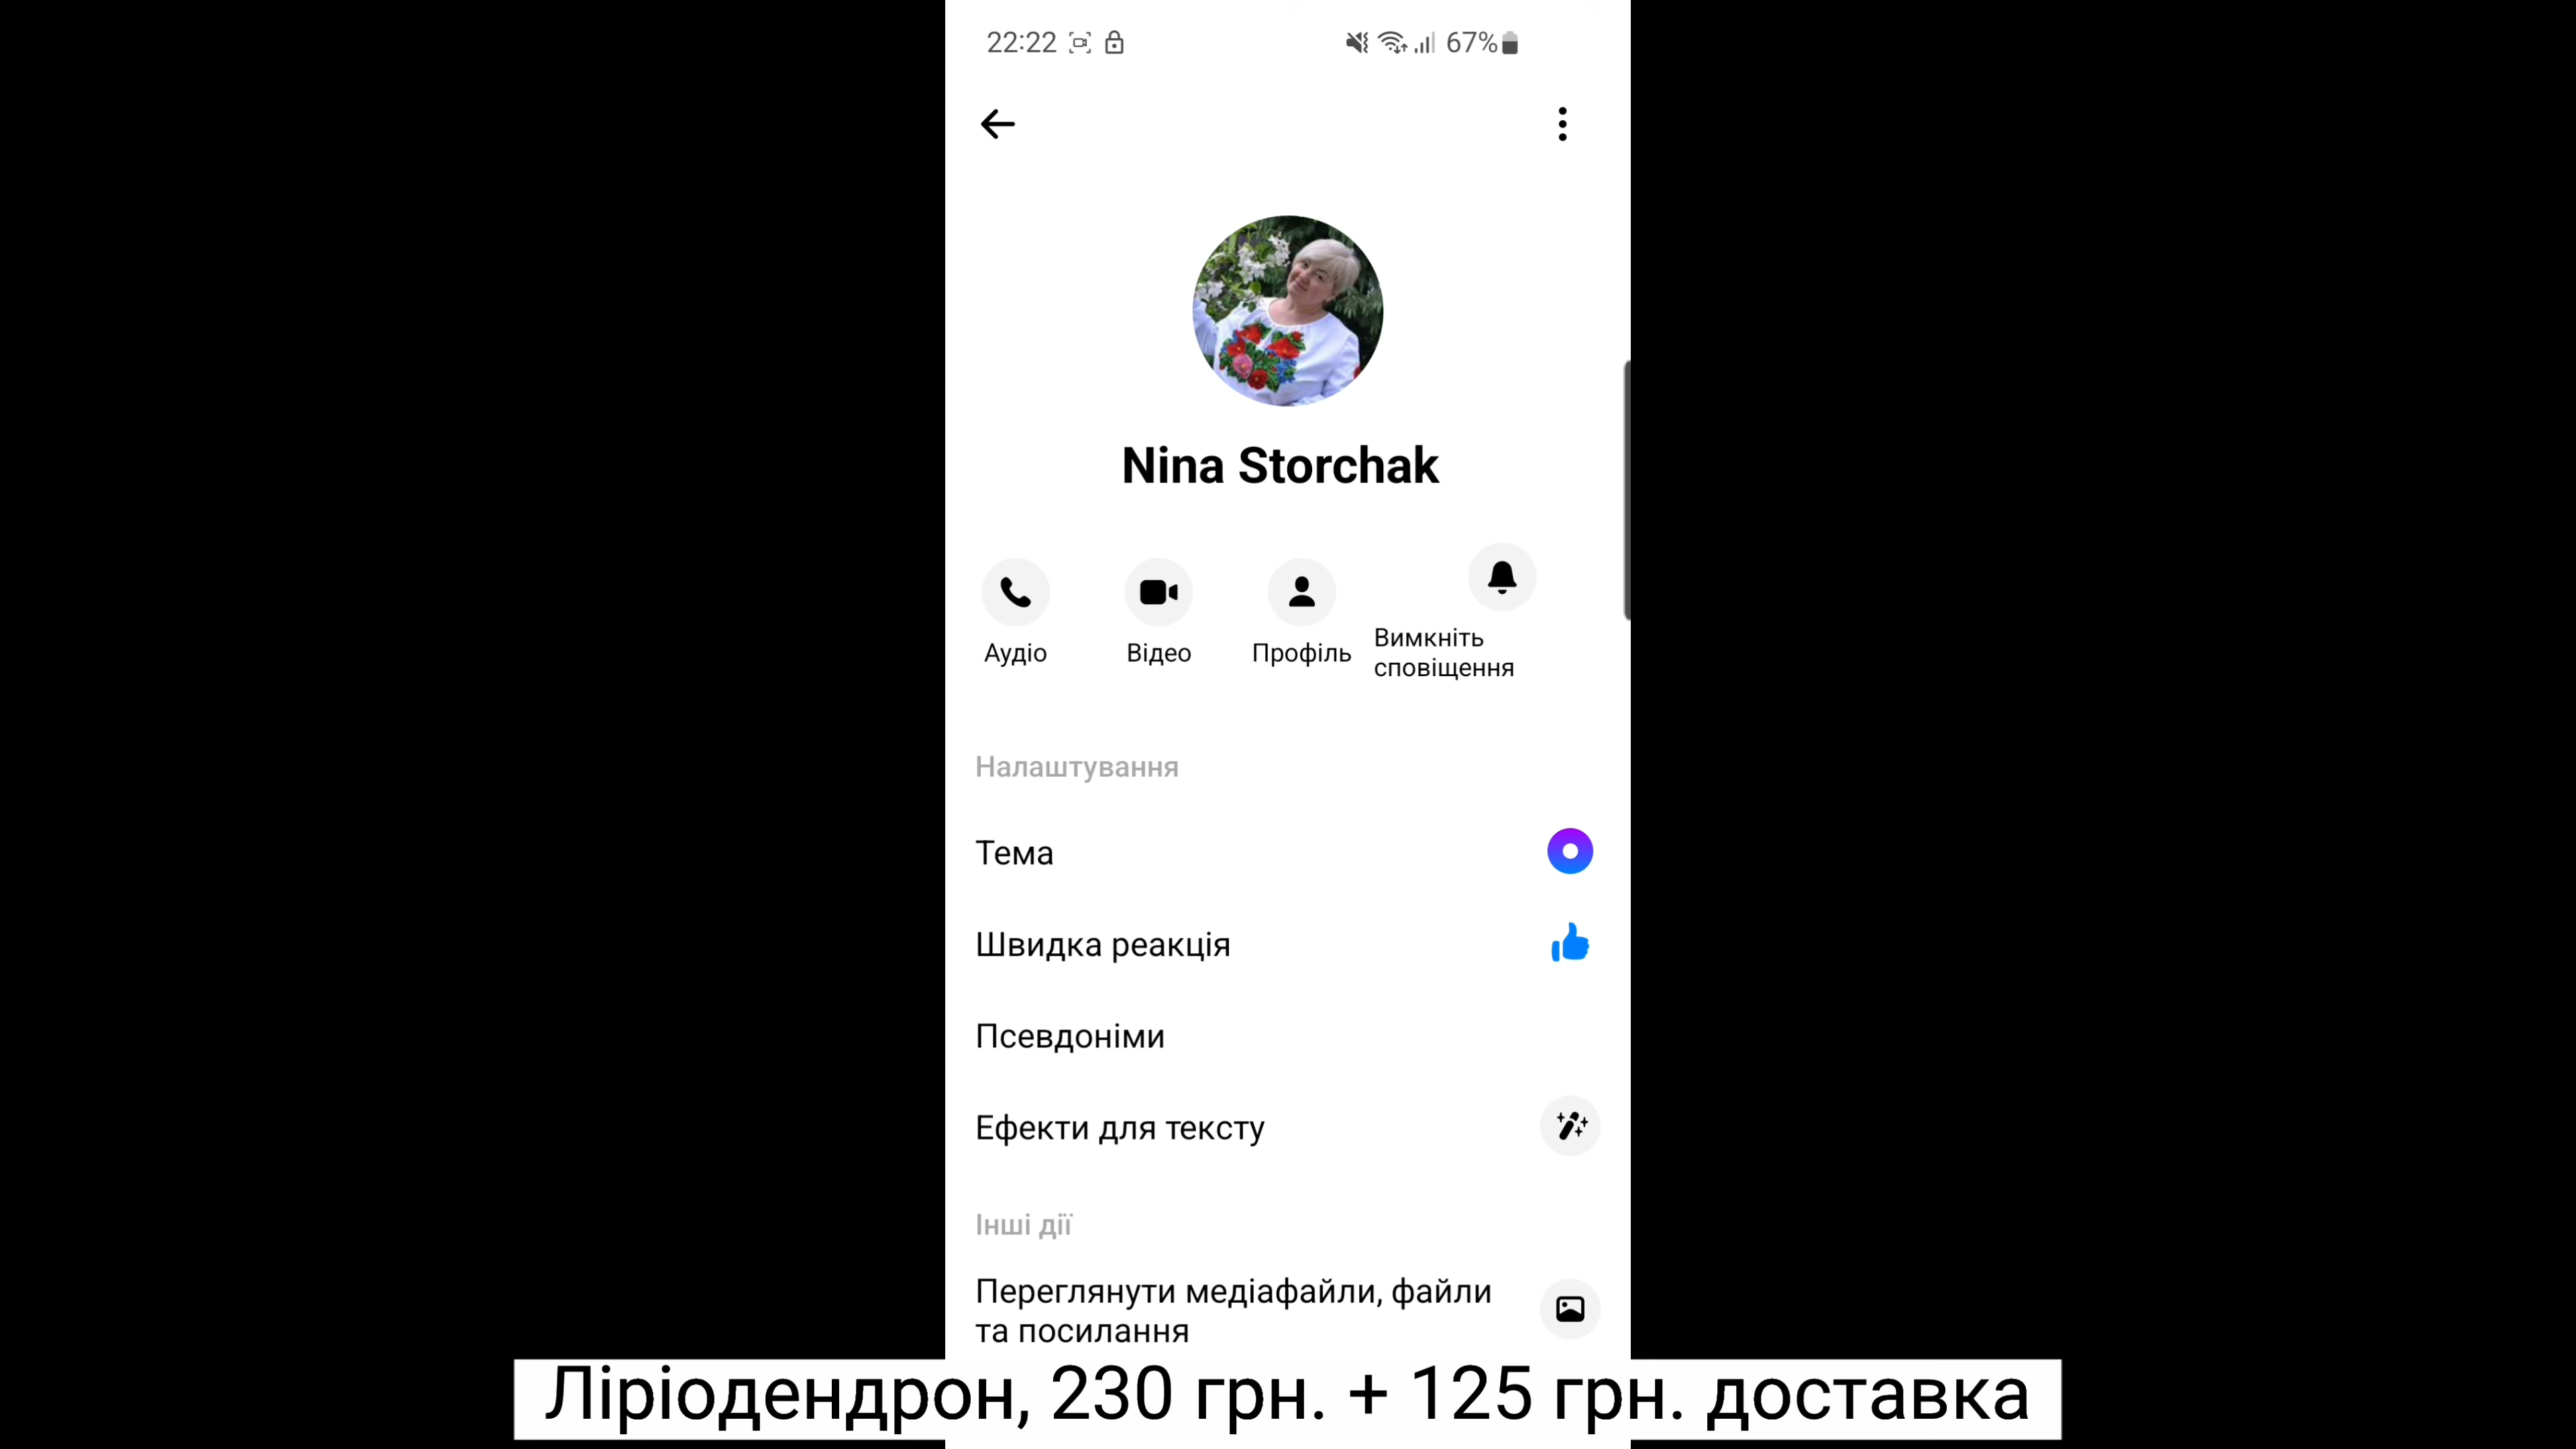 22:22 67%
Nina Storchak
Аудіо Відео Профіль Вимкніть
сповіщення
Налаштування
Тема
Швидка реакція
Псевдоніми
Ефекти для тексту
Інші дії
Переглянути медіафайли, файли
та посилання
Ліріодендрон, 230 грн. + 125 грн. доставка